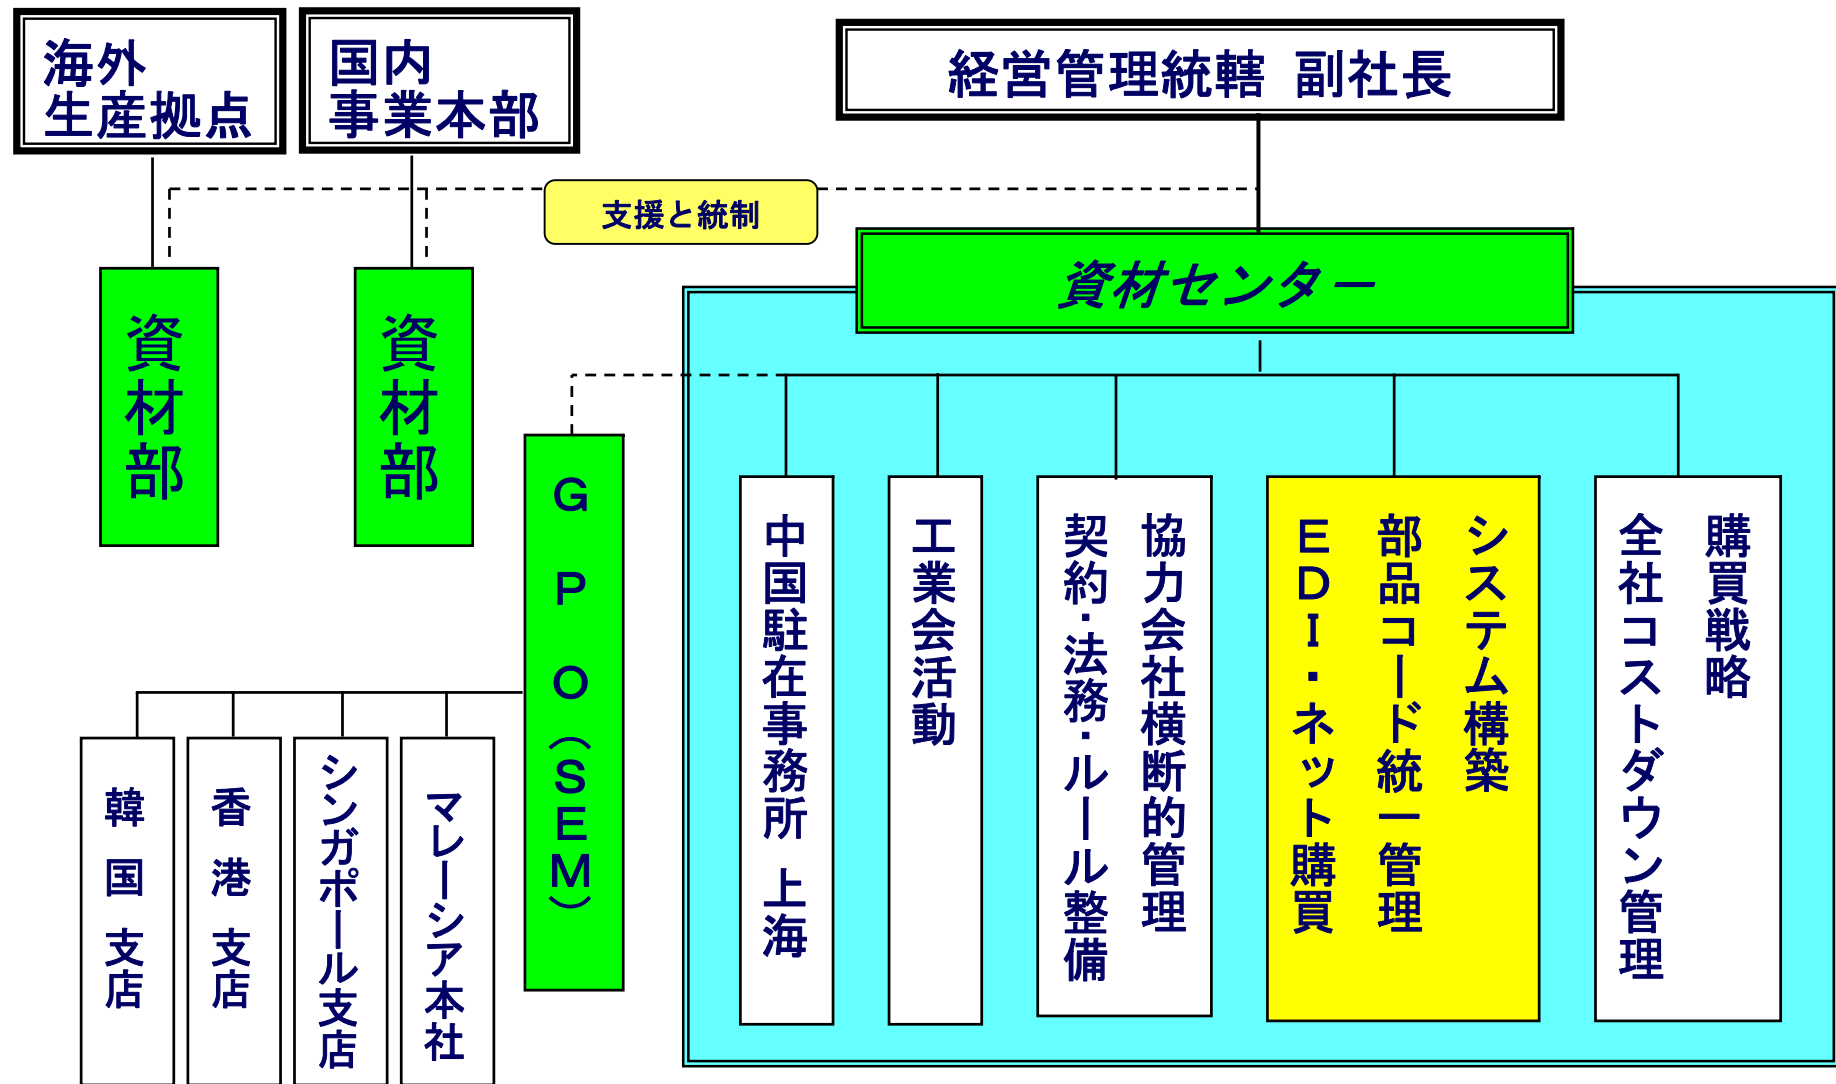 海外
生産拠点
国内
事業本部
経営管理統轄 副社長
支援と統制
資材センター
資材部
資材部
GPO(SEM)
中国駐在事務所 上海
工業会活動
協力会社横断的管理
契約・法務・ルール整備
システム構築
部品コード統一管理
EDI・ネット購買
購買戦略
全社コストダウン管理
韓国支店
香港支店
シンガポール支店
マレーシア本社